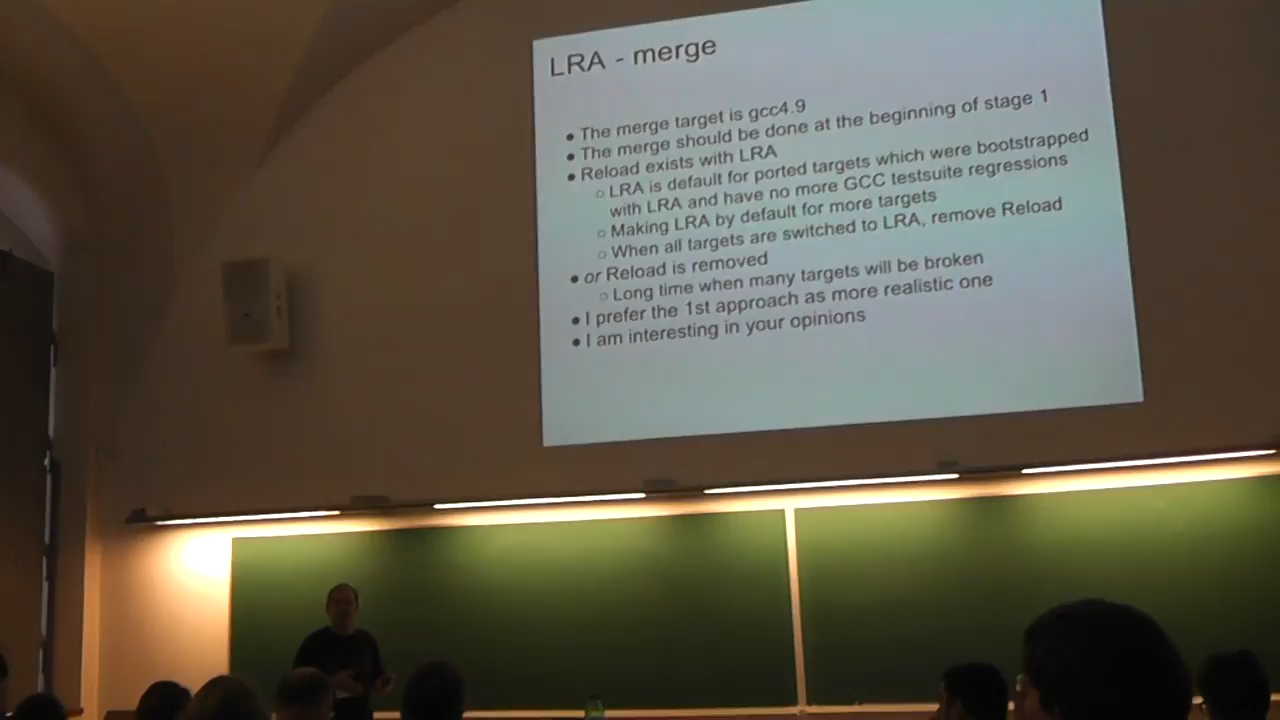 LRA - merge
● The merge target is gcc4.9
● The merge should be done at the beginning of stage 1
● Reload exists with LRA
○ LRA is default for ported targets which were bootstrapped
with LRA and have no more GCC testsuite regressions
○ Making LRA by default for more targets
○ When all targets are switched to LRA, remove Reload
● or Reload is removed
○ Long time when many targets will be broken
● I prefer the 1st approach as more realistic one
● I am interesting in your opinions